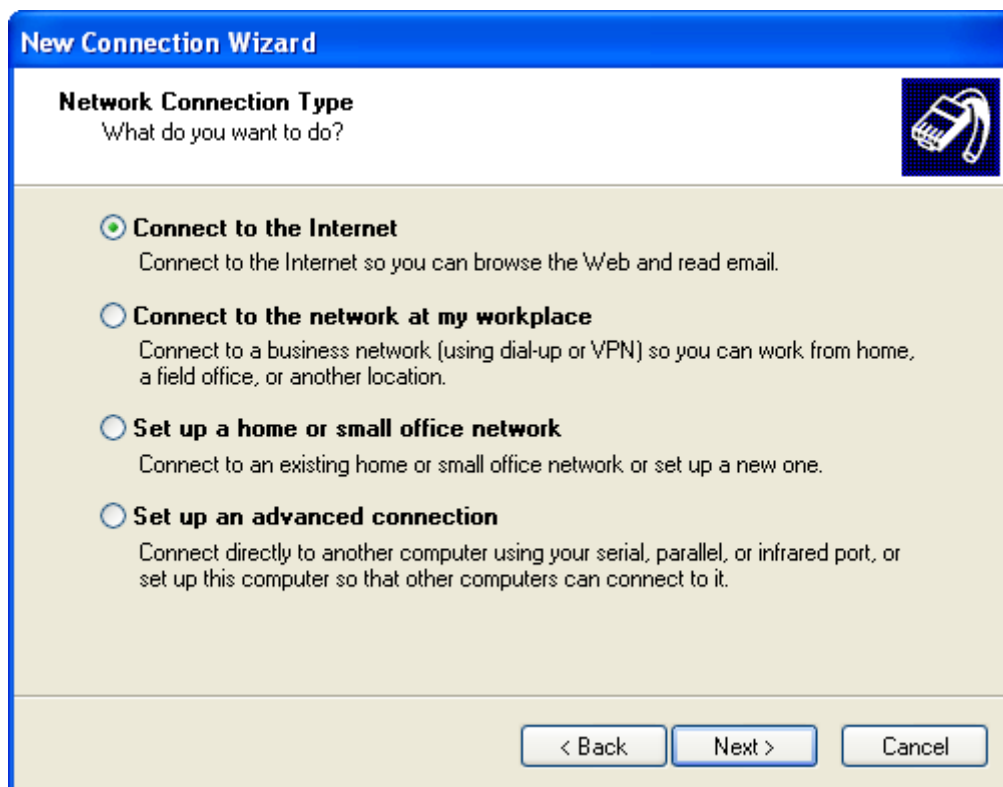 New Connection Wizard
Network Connection Type
What do you want to do?
Connect to the Internet
Connect to the Internet so you can browse the Web and read email.
Connect to the network at my workplace
Connect to a business network (using dial-up or VPN) so you can work from home,
a field office, or another location.
Set up a home or small office network
Connect to an existing home or small office network or set up a new one.
Set up an advanced connection
Connect directly to another computer using your serial, parallel, or infrared port, or
set up this computer so that other computers can connect to it.
< Back Next > Cancel